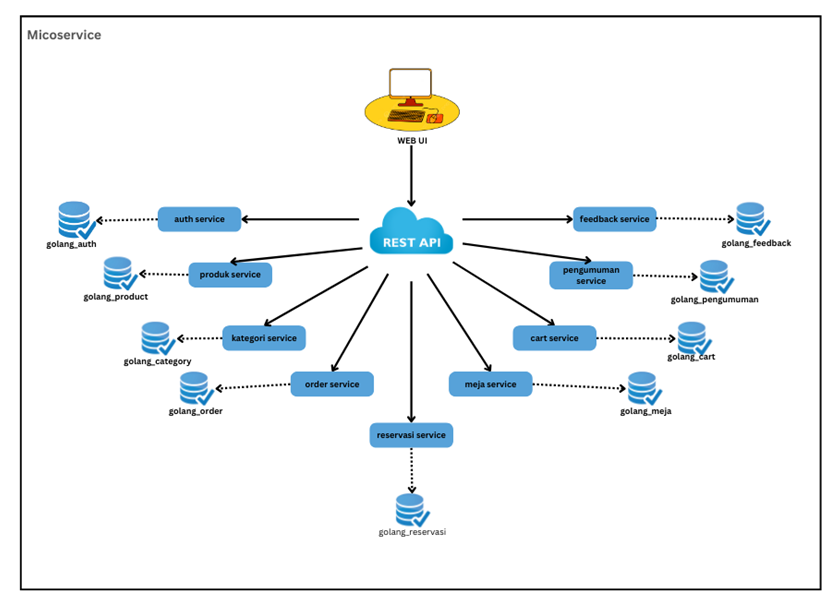 Micoservice
WEB UI
REST API
auth service
golang_auth
feedback service
golang_feedback
produk service
golang_product
pengumuman
service
golang_pengumuman
kategori service
golang_category
cart service
golang_cart
order service
golang_order
meja service
golang_meja
reservasi service
golang_reservasi